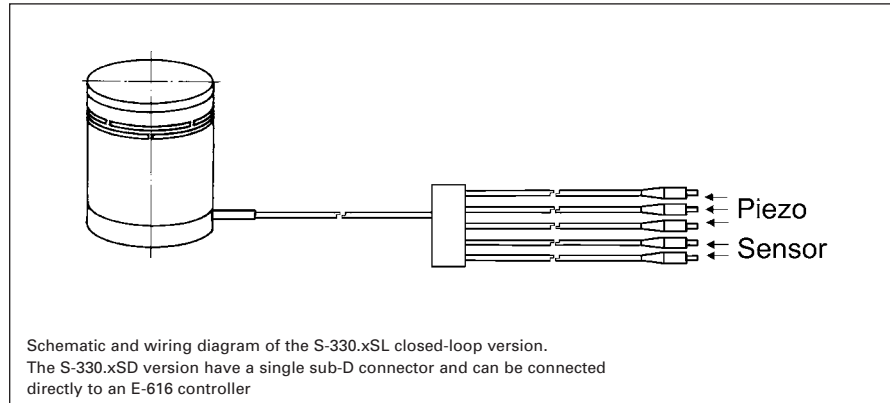 Piezo
Sensor
Schematic and wiring diagram of the S-330.xSL closed-loop version.
The S-330.xSD version have a single sub-D connector and can be connected
directly to an E-616 controller